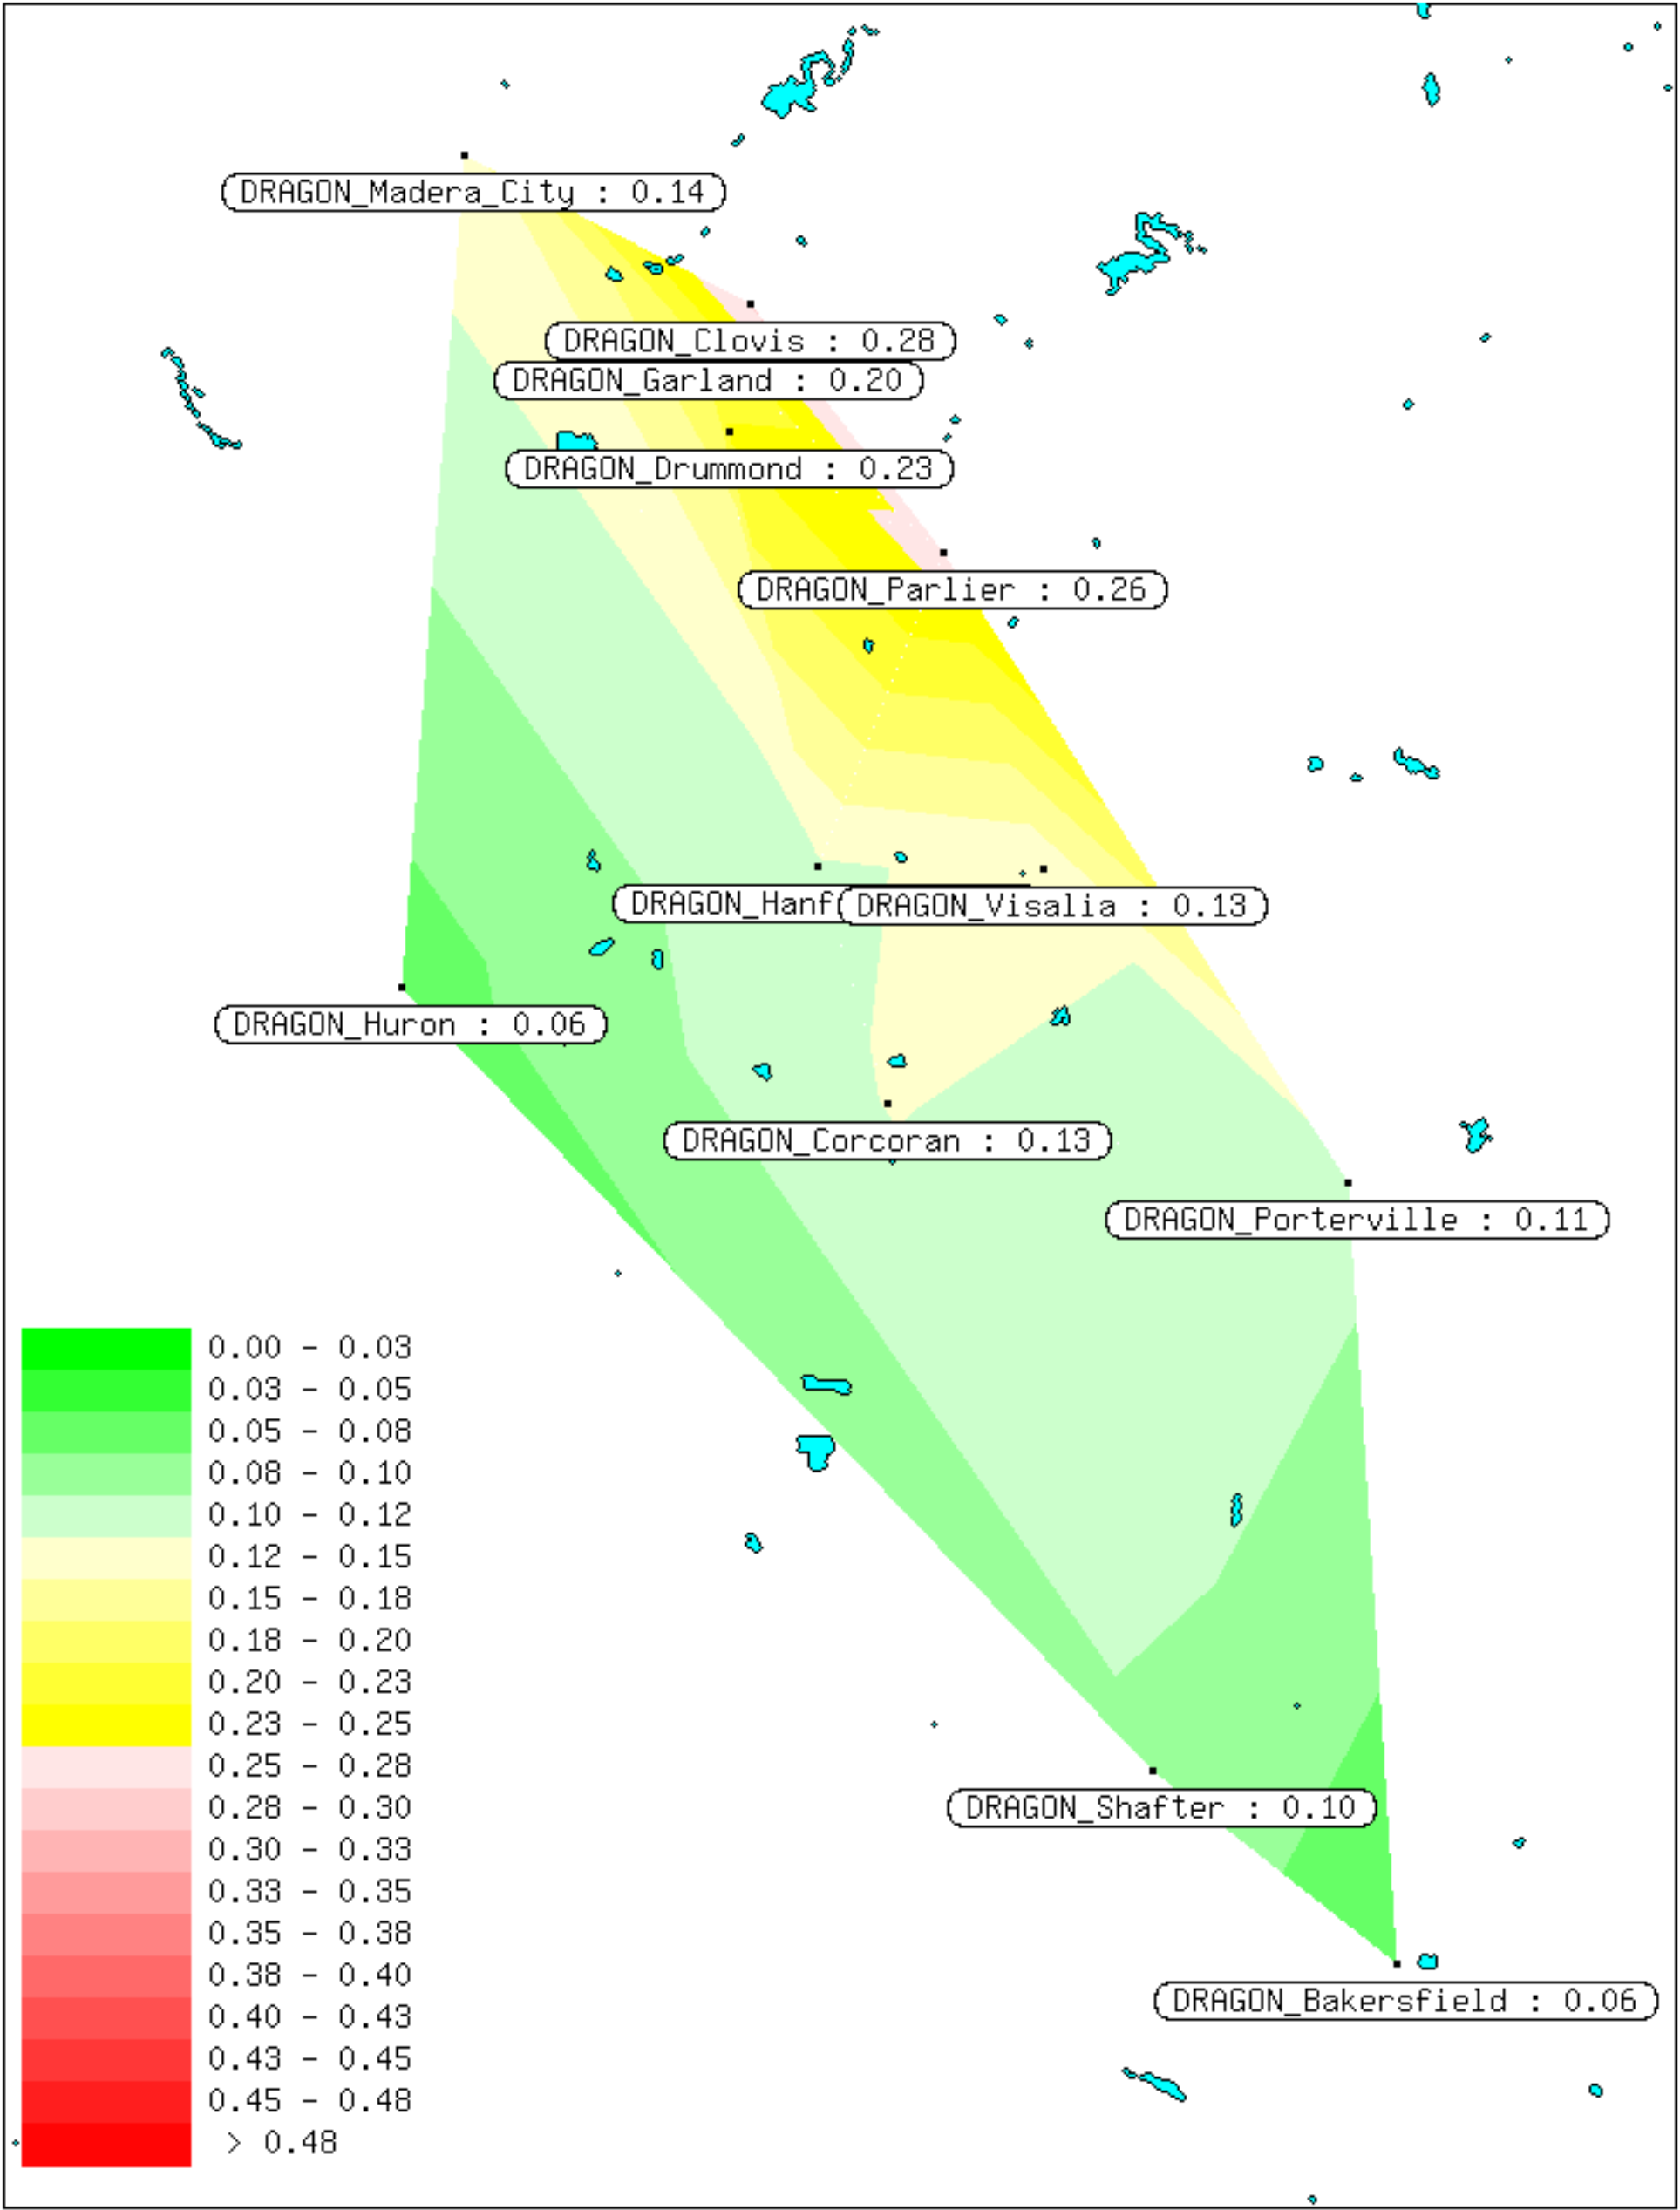 DRAGON_Madera_City : 0.14
DRAGON_Clovis : 0.28
DRAGON_Garland : 0.20
DRAGON_Drummond : 0.23
DRAGON_Parlier : 0.26
DRAGON_Hanf
DRAGON_Visalia : 0.13
DRAGON_Huron : 0.06
DRAGON_Corcoran : 0.13
DRAGON_Porterville : 0.11
DRAGON_Shafter : 0.10
DRAGON_Bakersfield : 0.06
0.00 - 0.03
0.03 - 0.05
0.05 - 0.08
0.08 - 0.10
0.10 - 0.12
0.12 - 0.15
0.15 - 0.18
0.18 - 0.20
0.20 - 0.23
0.23 - 0.25
0.25 - 0.28
0.28 - 0.30
0.30 - 0.33
0.33 - 0.35
0.35 - 0.38
0.38 - 0.40
0.40 - 0.43
0.43 - 0.45
0.45 - 0.48
> 0.48